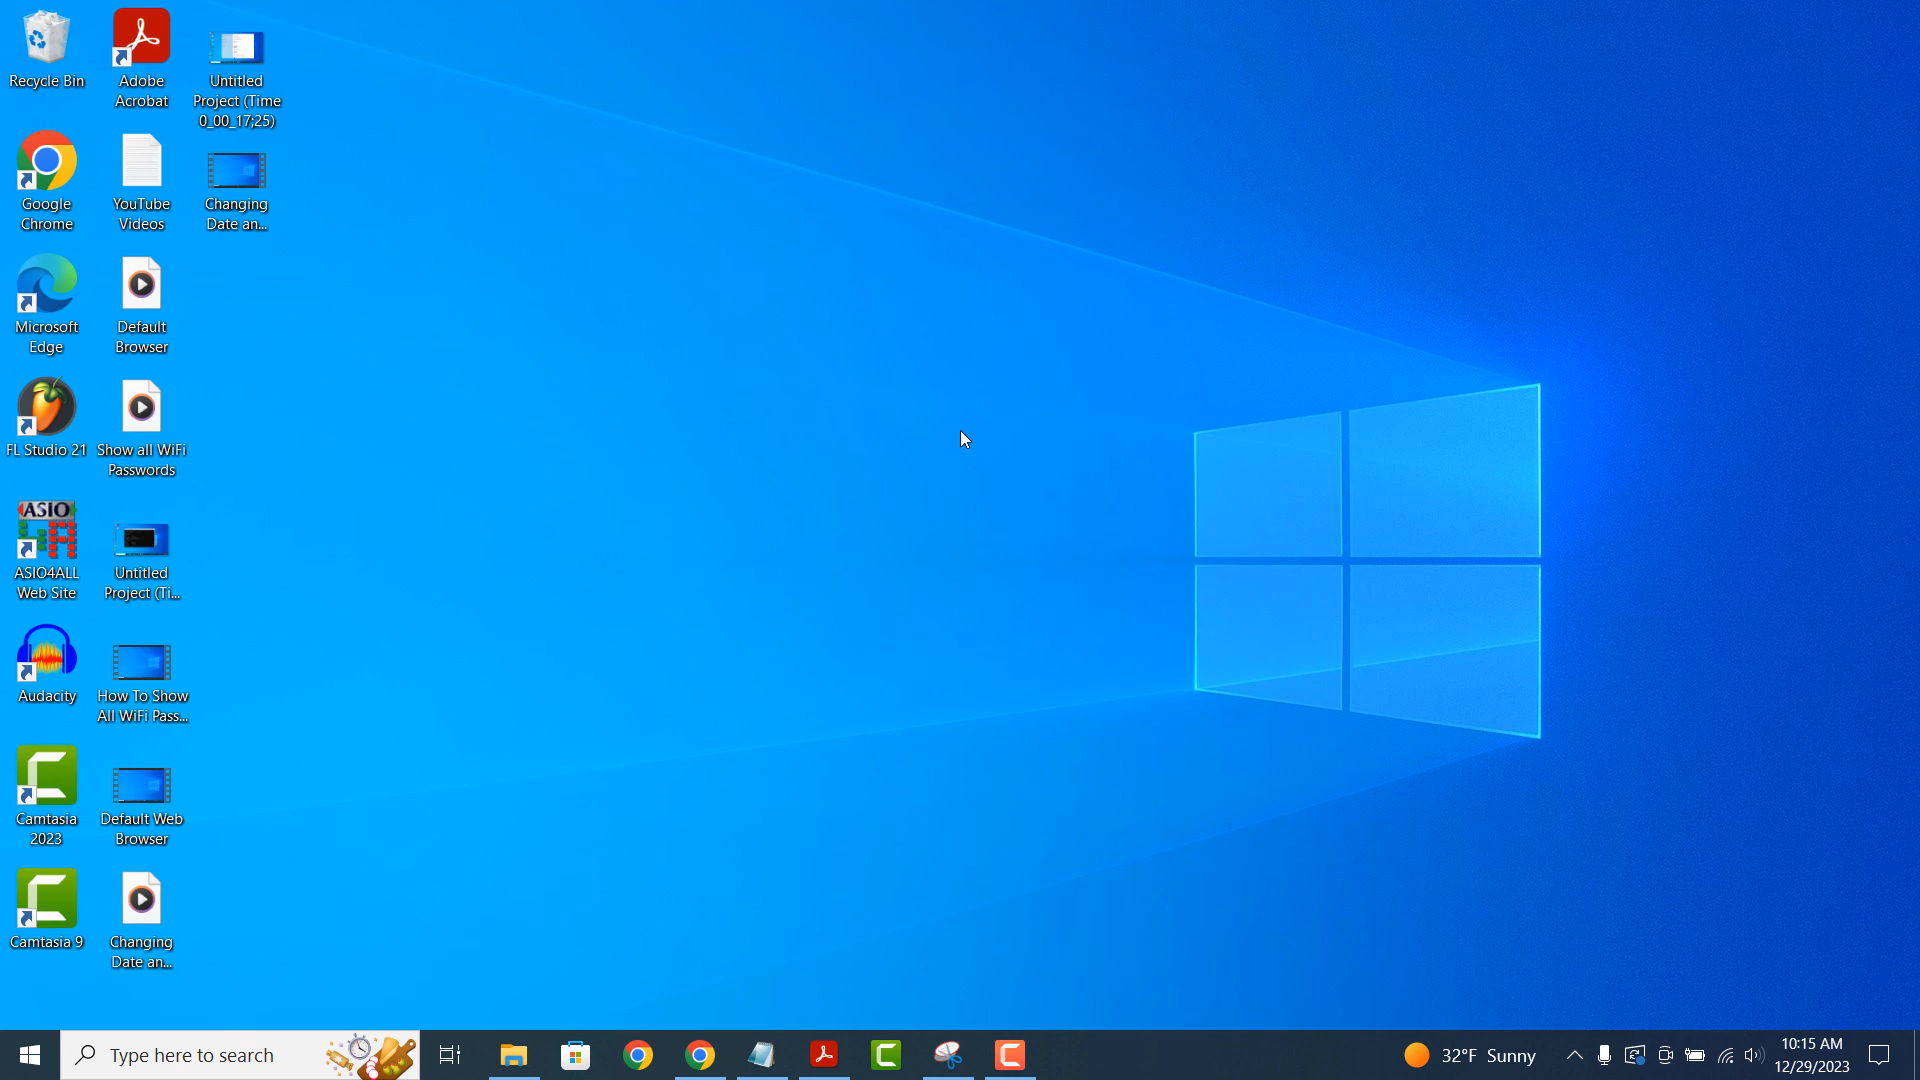 Recycle Bin
Adobe
Acrobat
Untitled
Project (Time
0_00_17;25)
Google
Chrome
YouTube
Videos
Changing
Date an...
Microsoft
Edge
Default
Browser
FL Studio 21
Show all WiFi
Passwords
ASIO
ASIO4ALL
Web Site
Untitled
Project (Ti...
Audacity
How To Show
All WiFi Pass...
Camtasia
2023
Default Web
Browser
Camtasia 9
Changing
Date an...
Type here to search
32°F Sunny
10:15 AM
12/29/2023